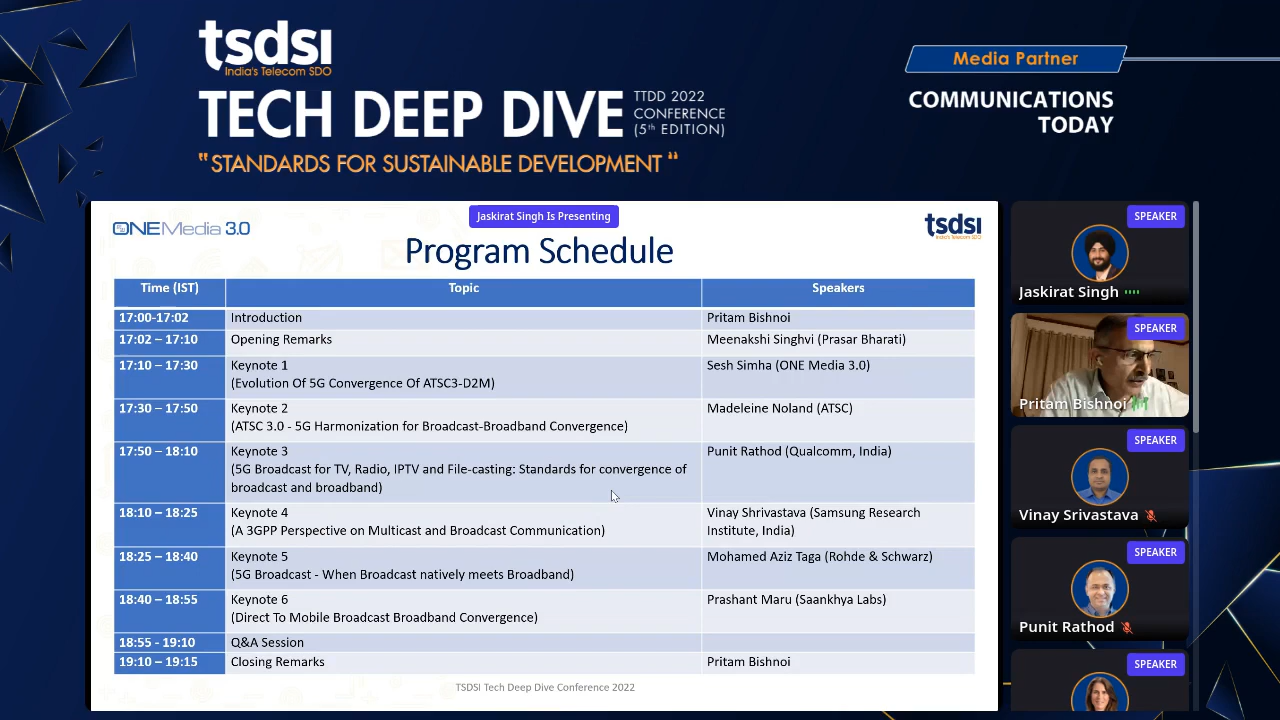 tsdsi
India's Telecom SDO
TECH DEEP DIVE
TTDD 2022
CONFERENCE
(5th EDITION)
"STANDARDS FOR SUSTAINABLE DEVELOPMENT"
Media Partner
COMMUNICATIONS
TODAY
ONEMedia 3.0
Jaskirat Singh Is Presenting
tsdsi
India's Telecom SDO
Program Schedule
Time (IST) Topic Speakers
17:00-17:02 Introduction Pritam Bishnoi
17:02 – 17:10 Opening Remarks Meenakshi Singhvi (Prasar Bharati)
17:10 – 17:30 Keynote 1 Sesh Simha (ONE Media 3.0)
(Evolution Of 5G Convergence Of ATSC3-D2M)
17:30 – 17:50 Keynote 2 Madeleine Noland (ATSC)
(ATSC 3.0 - 5G Harmonization for Broadcast-Broadband Convergence)
17:50 – 18:10 Keynote 3 Punit Rathod (Qualcomm, India)
(5G Broadcast for TV, Radio, IPTV and File-casting: Standards for convergence of
broadcast and broadband)
18:10 – 18:25 Keynote 4 Vinay Shrivastava (Samsung Research
(A 3GPP Perspective on Multicast and Broadcast Communication) Institute, India)
18:25 – 18:40 Keynote 5 Mohamed Aziz Taga (Rohde & Schwarz)
(5G Broadcast - When Broadcast natively meets Broadband)
18:40 – 18:55 Keynote 6 Prashant Maru (Saankhya Labs)
(Direct To Mobile Broadcast Broadband Convergence)
18:55 - 19:10 Q&A Session
19:10 – 19:15 Closing Remarks Pritam Bishnoi
TSDSI Tech Deep Dive Conference 2022
SPEAKER
Jaskirat Singh
SPEAKER
Pritam Bishnoi
SPEAKER
Vinay Srivastava
SPEAKER
Punit Rathod
SPEAKER